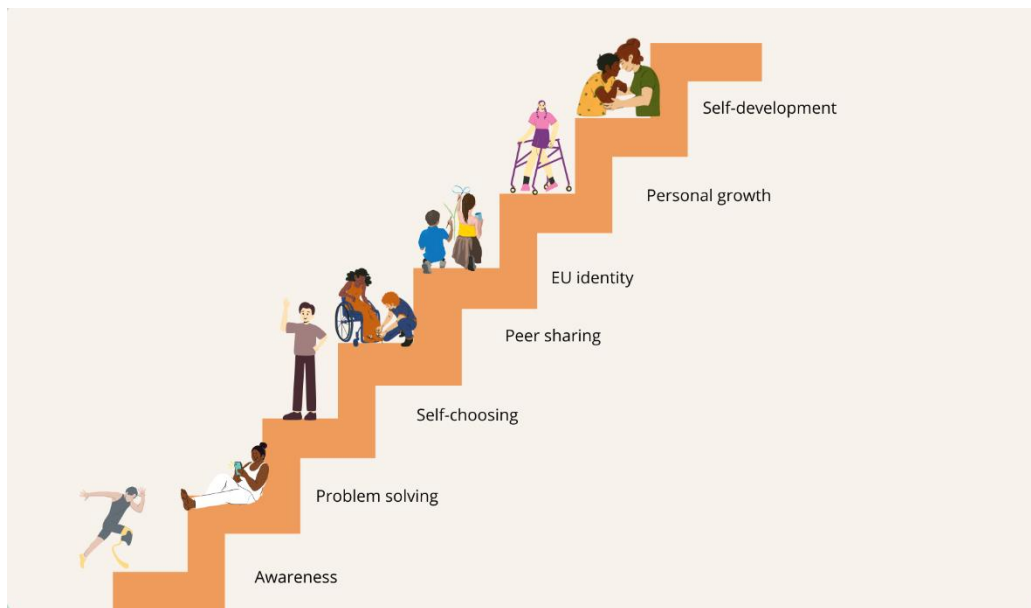 Self-development
Personal growth
EU identity
Peer sharing
Self-choosing
Problem solving
Awareness